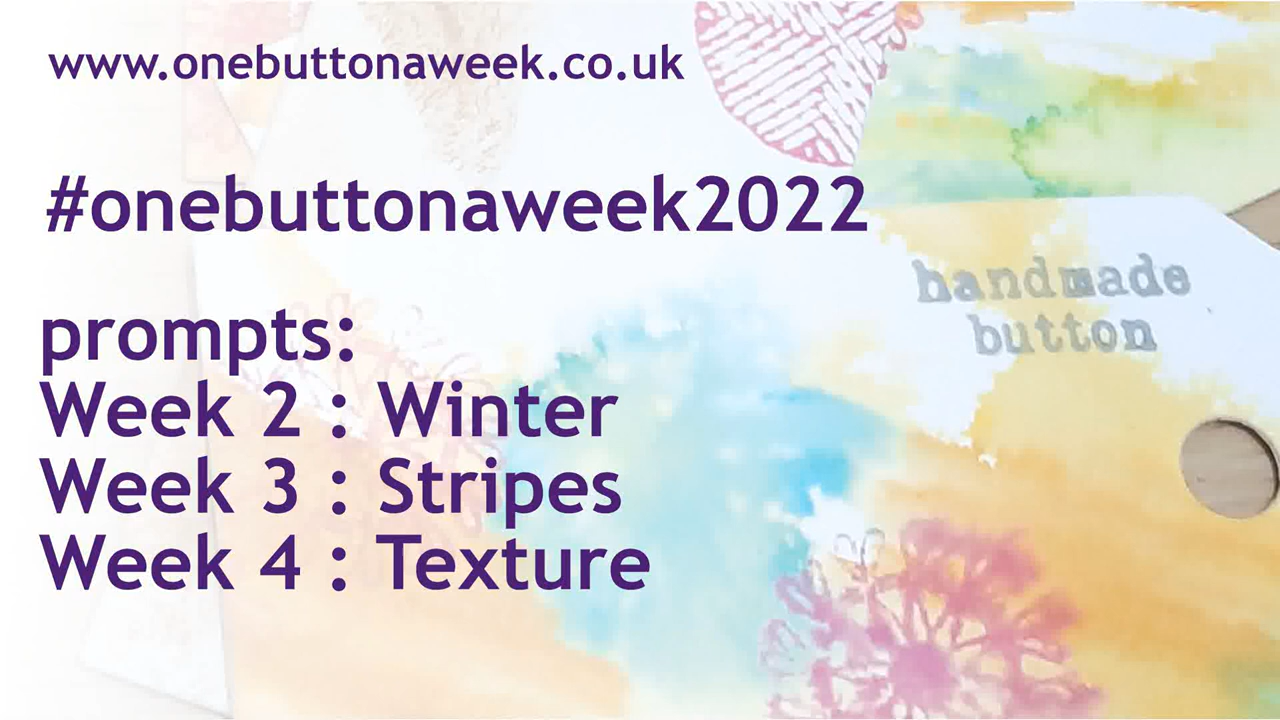 www.onebuttonaweek.co.uk
#onebuttonaweek2022
handmade
button
prompts:
Week 2 : Winter
Week 3 : Stripes
Week 4 : Texture